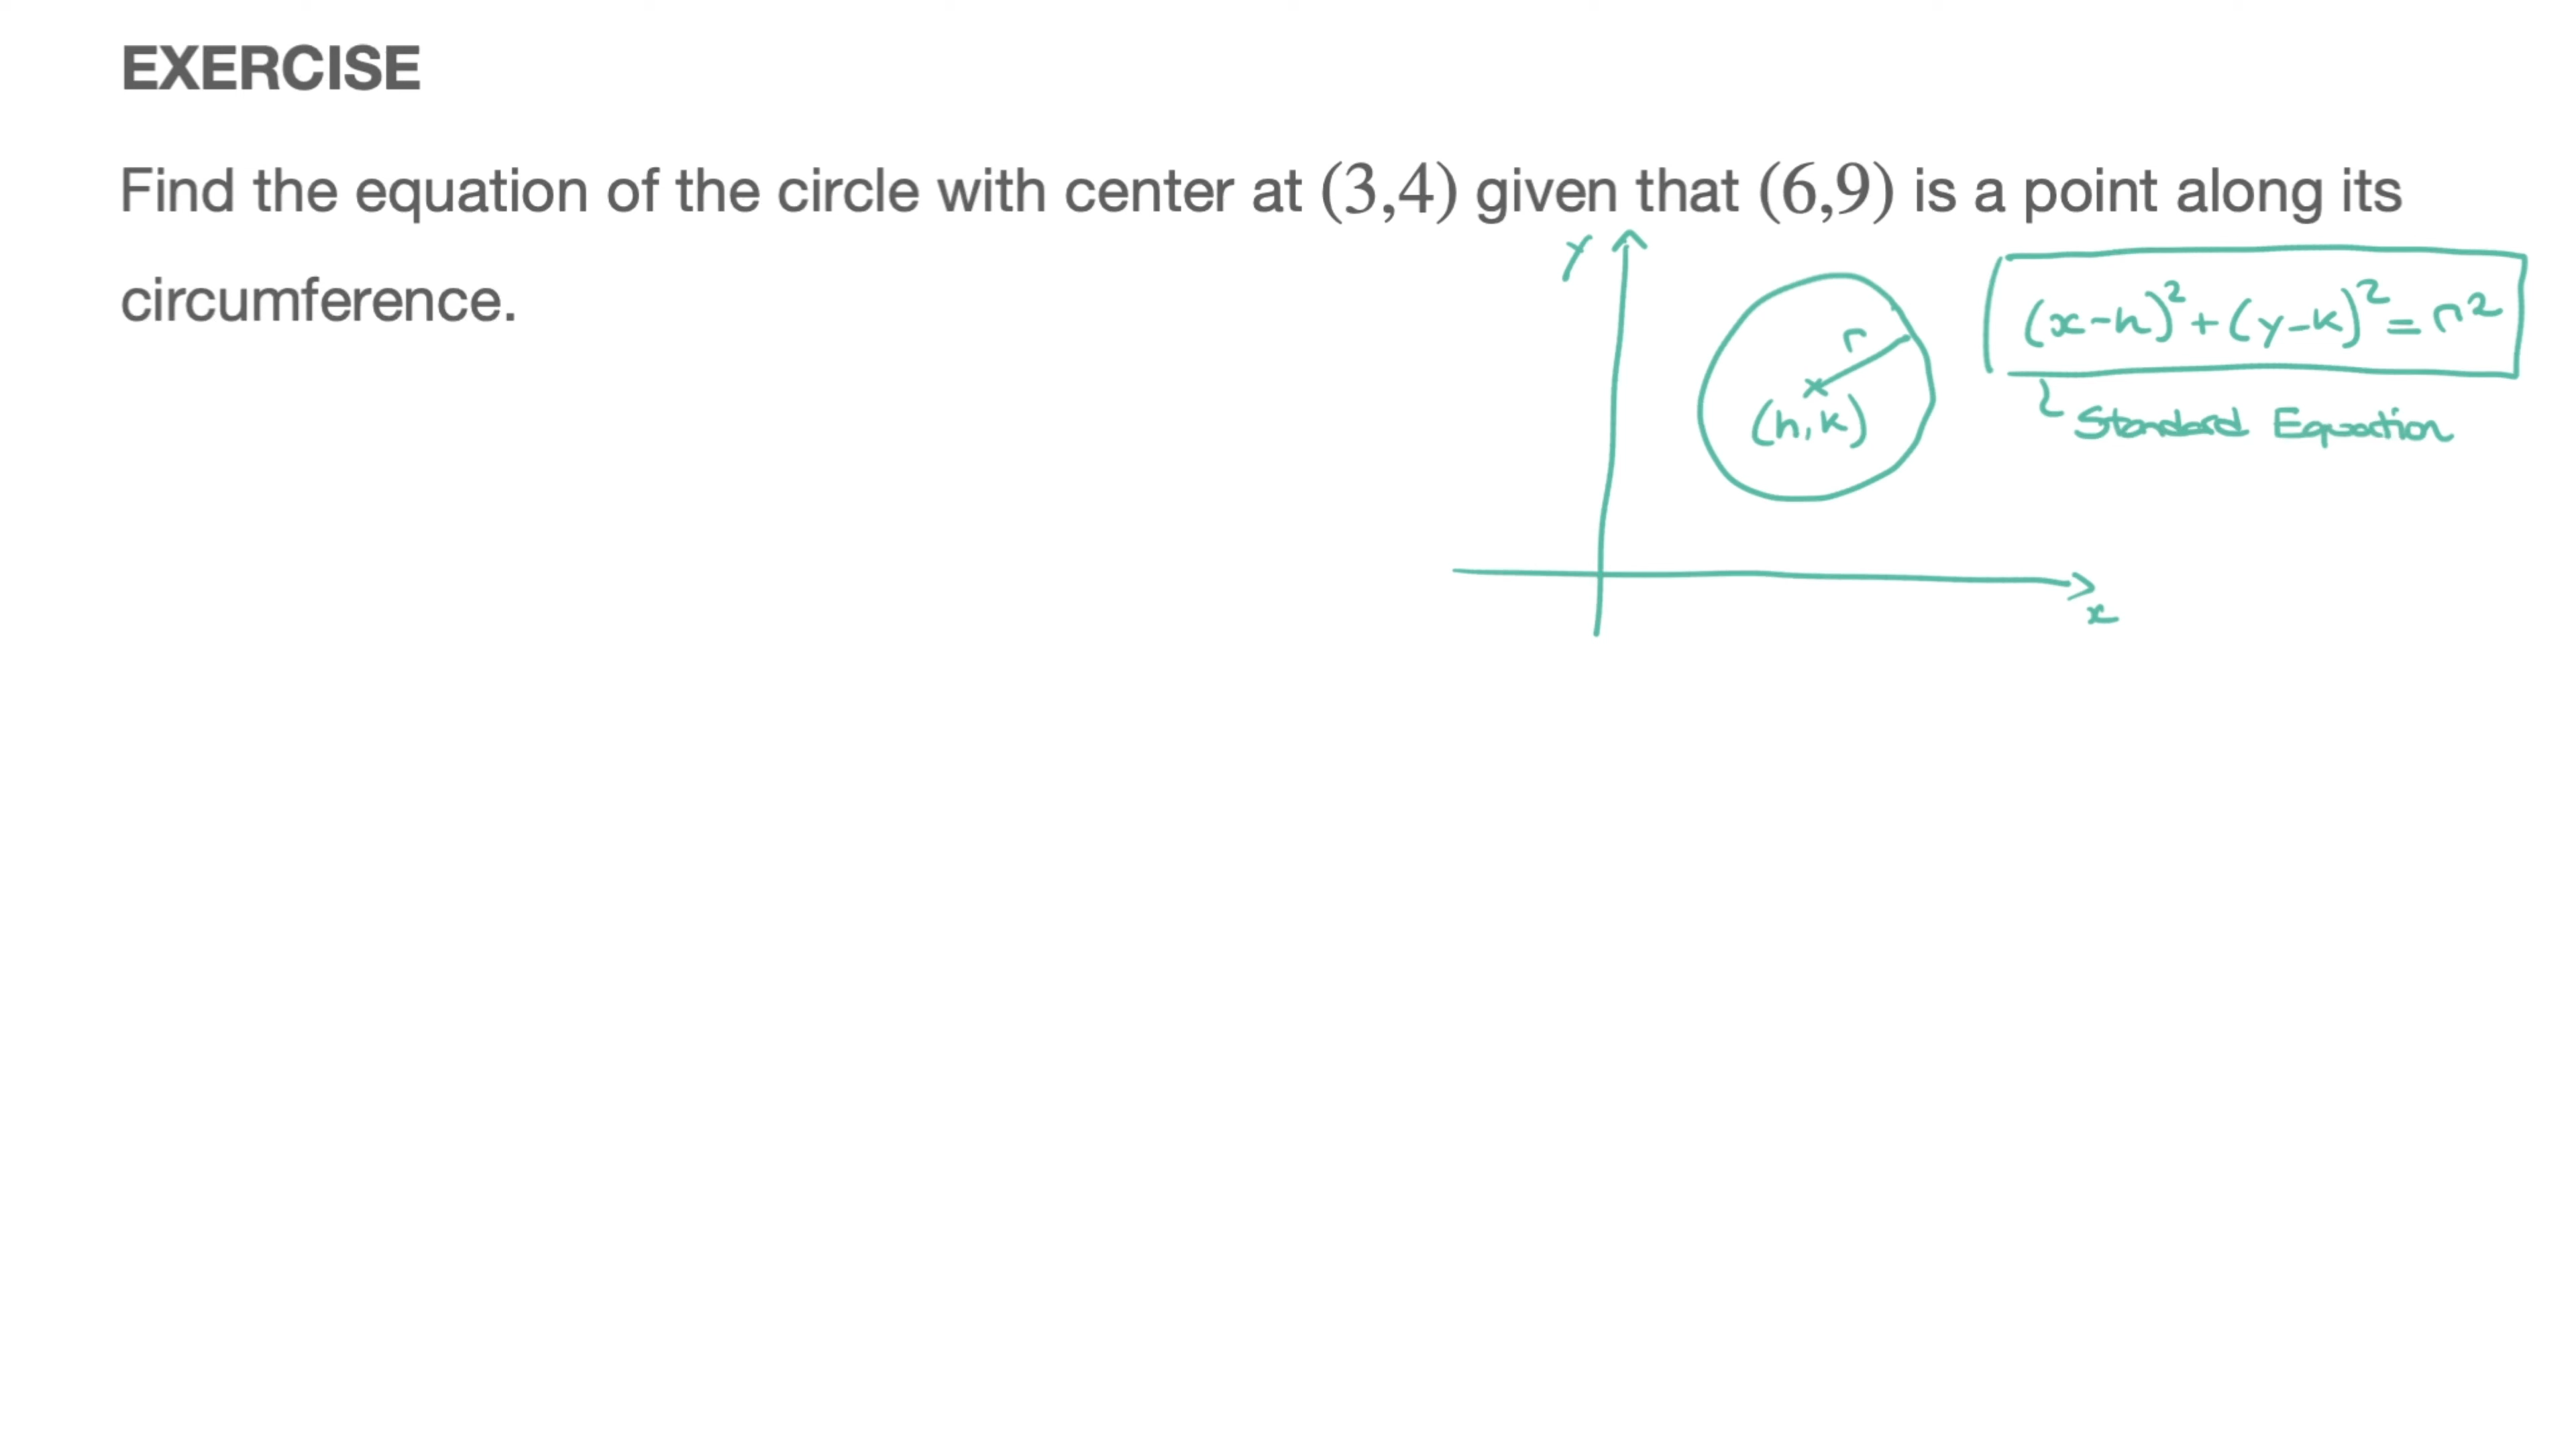 EXERCISE
Find the equation of the circle with center at (3,4) given that (6,9) is a point along its
circumference.
y
r
(h,k)
x
(x-h)²+(y-k)²=r²
Standard Equation